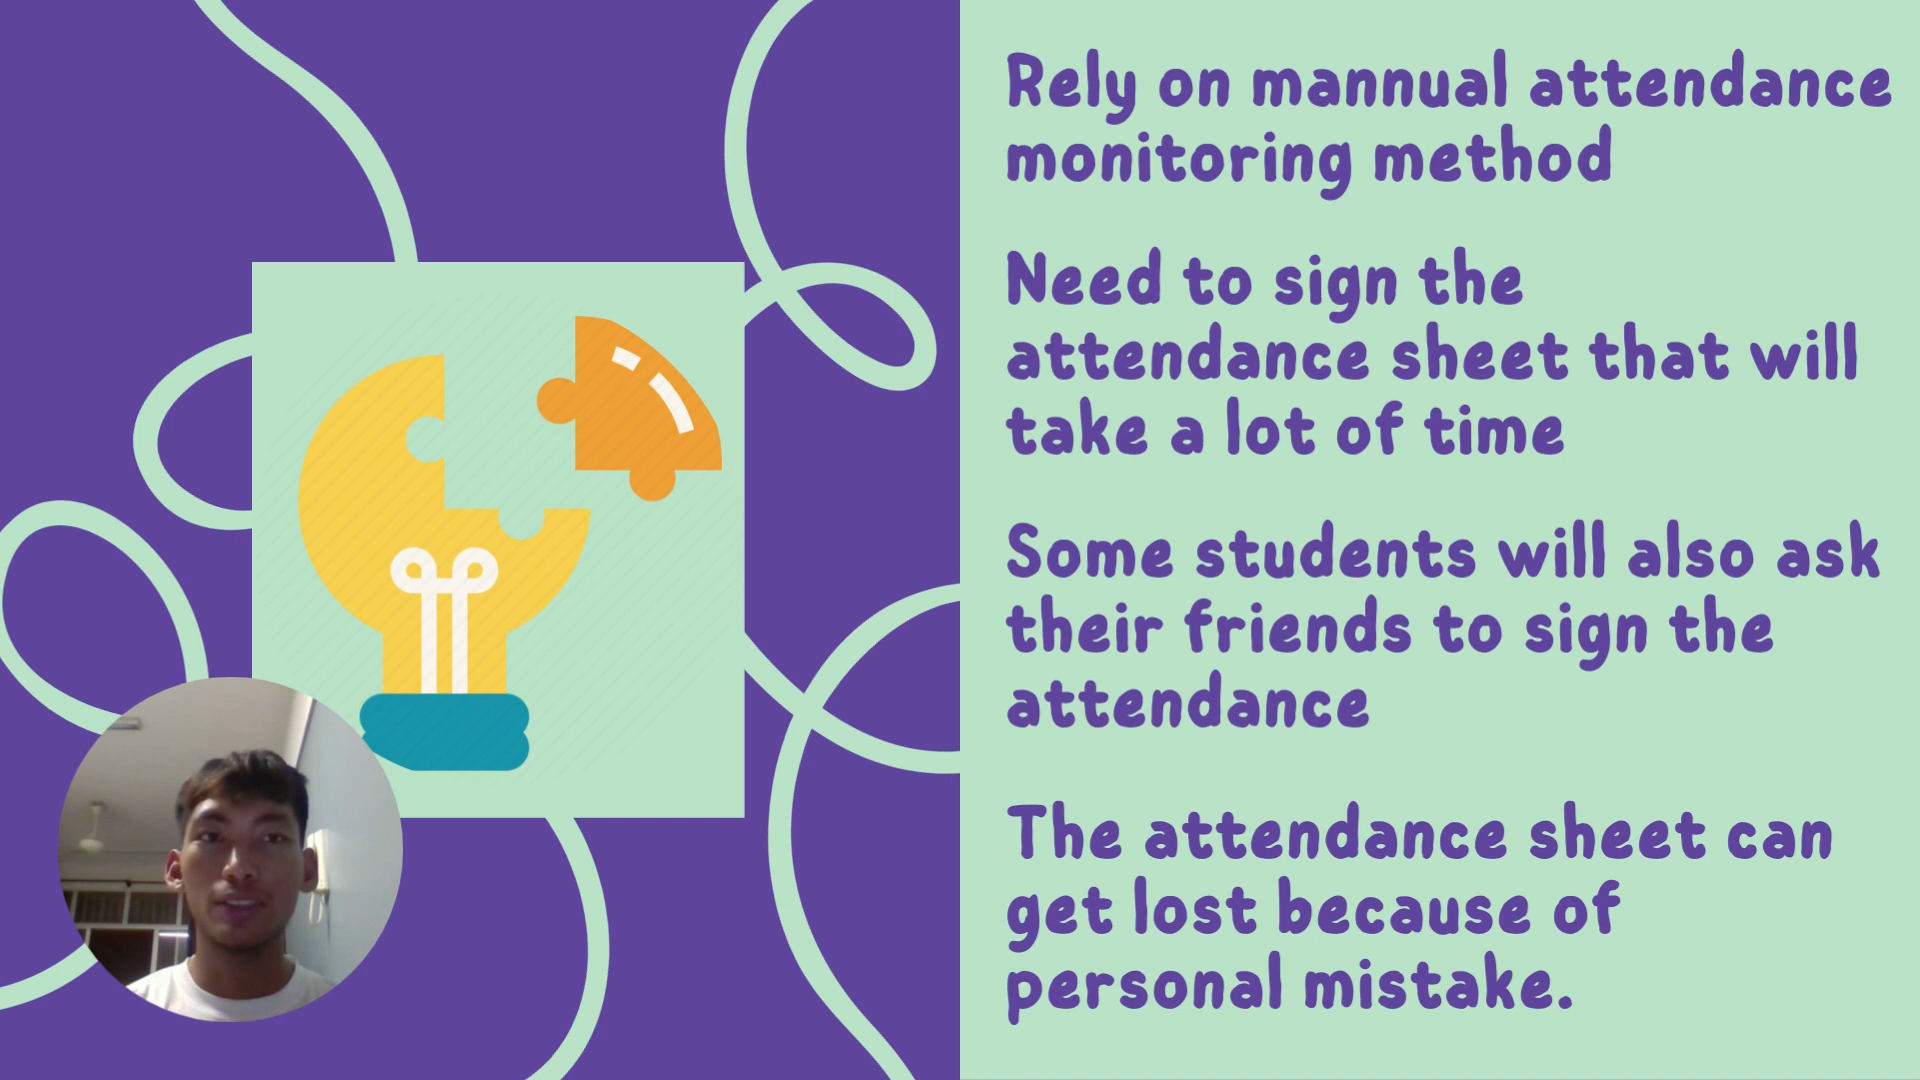 Rely on mannual attendance
monitoring method
Need to sign the
attendance sheet that will
take a lot of time
Some students will also ask
their friends to sign the
attendance
The attendance sheet can
get lost because of
personal mistake.